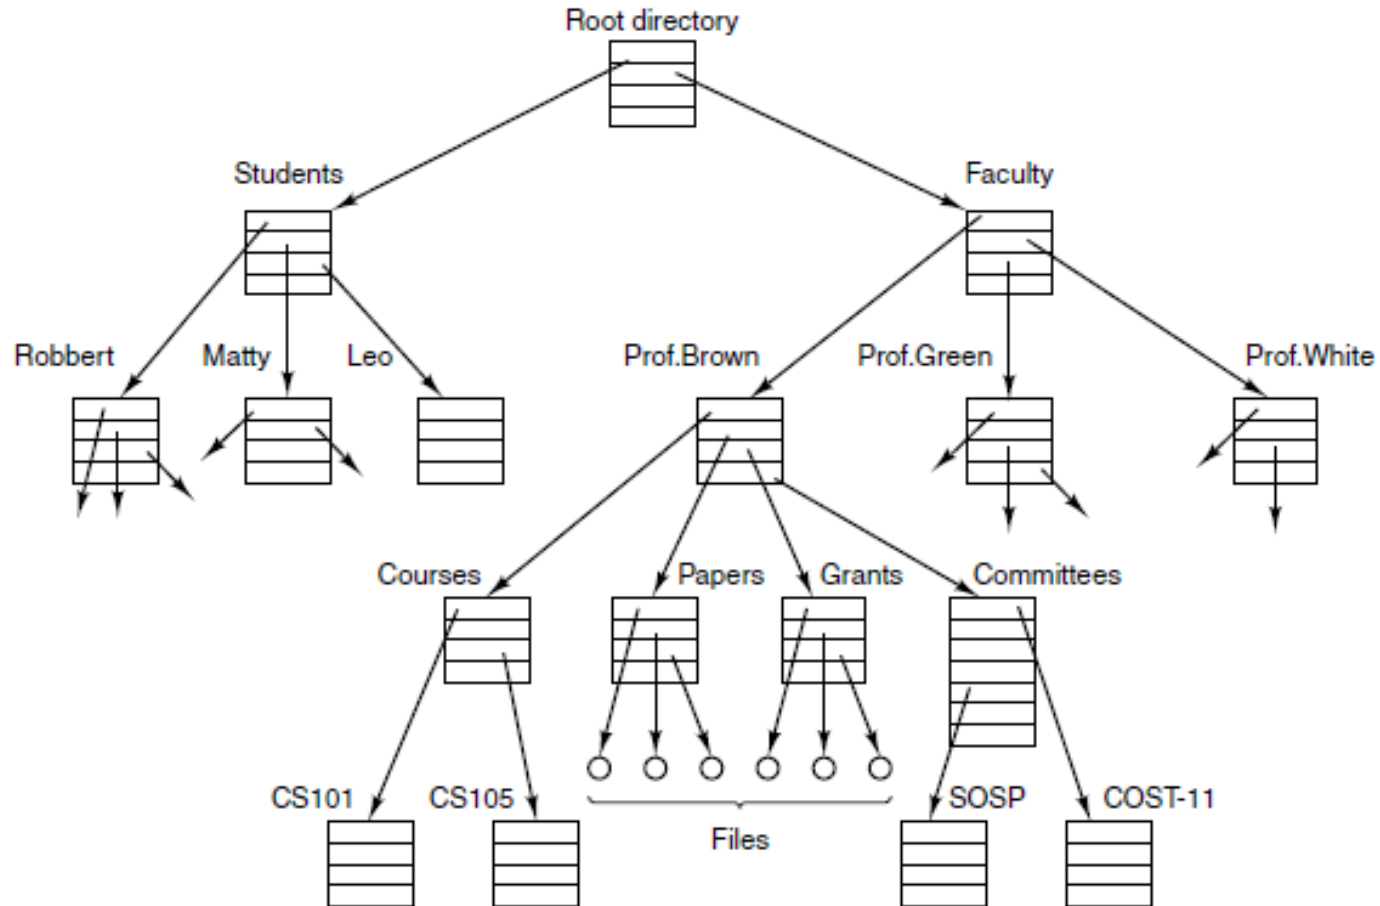 Root directory
Students
Faculty
Robbert
Matty
Leo
Prof.Brown
Prof.Green
Prof.White
Courses
Papers
Grants
Committees
CS101
CS105
SOSP
COST-11
Files